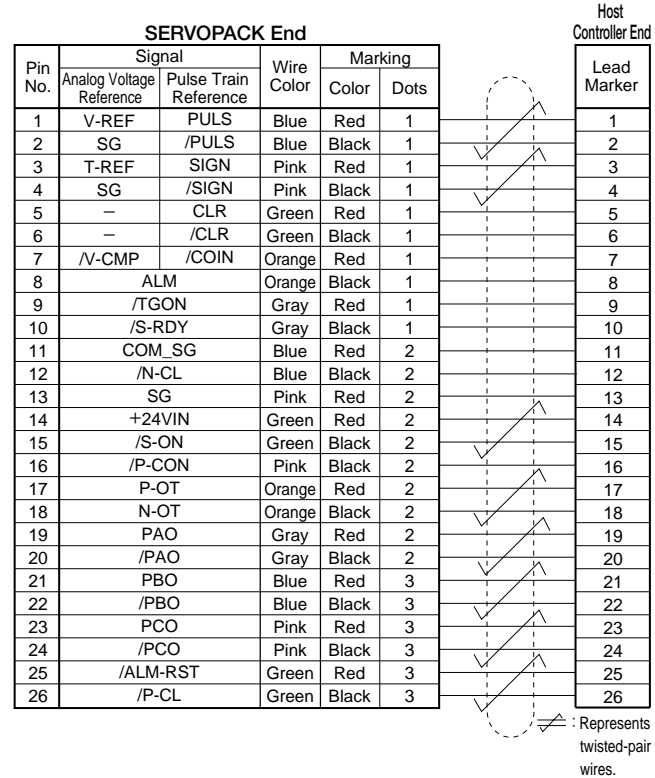 Host
SERVOPACK End Controller End
Pin No. Signal Wire Color Marking Lead Marker
Analog Voltage Reference Pulse Train Reference Color Dots
1 V-REF PULS Blue Red 1 1
2 SG /PULS Blue Black 1 2
3 T-REF SIGN Pink Red 1 3
4 SG /SIGN Pink Black 1 4
5 – CLR Green Red 1 5
6 – /CLR Green Black 1 6
7 /V-CMP /COIN Orange Red 1 7
8 ALM Orange Black 1 8
9 /TGON Gray Red 1 9
10 /S-RDY Gray Black 1 10
11 COM_SG Blue Red 2 11
12 /N-CL Blue Black 2 12
13 SG Pink Red 2 13
14 +24VIN Green Red 2 14
15 /S-ON Green Black 2 15
16 /P-CON Pink Black 2 16
17 P-OT Orange Red 2 17
18 N-OT Orange Black 2 18
19 PAO Gray Red 2 19
20 /PAO Gray Black 2 20
21 PBO Blue Red 3 21
22 /PBO Blue Black 3 22
23 PCO Pink Red 3 23
24 /PCO Pink Black 3 24
25 /ALM-RST Green Red 3 25
26 /P-CL Green Black 3 26
: Represents
twisted-pair
wires.